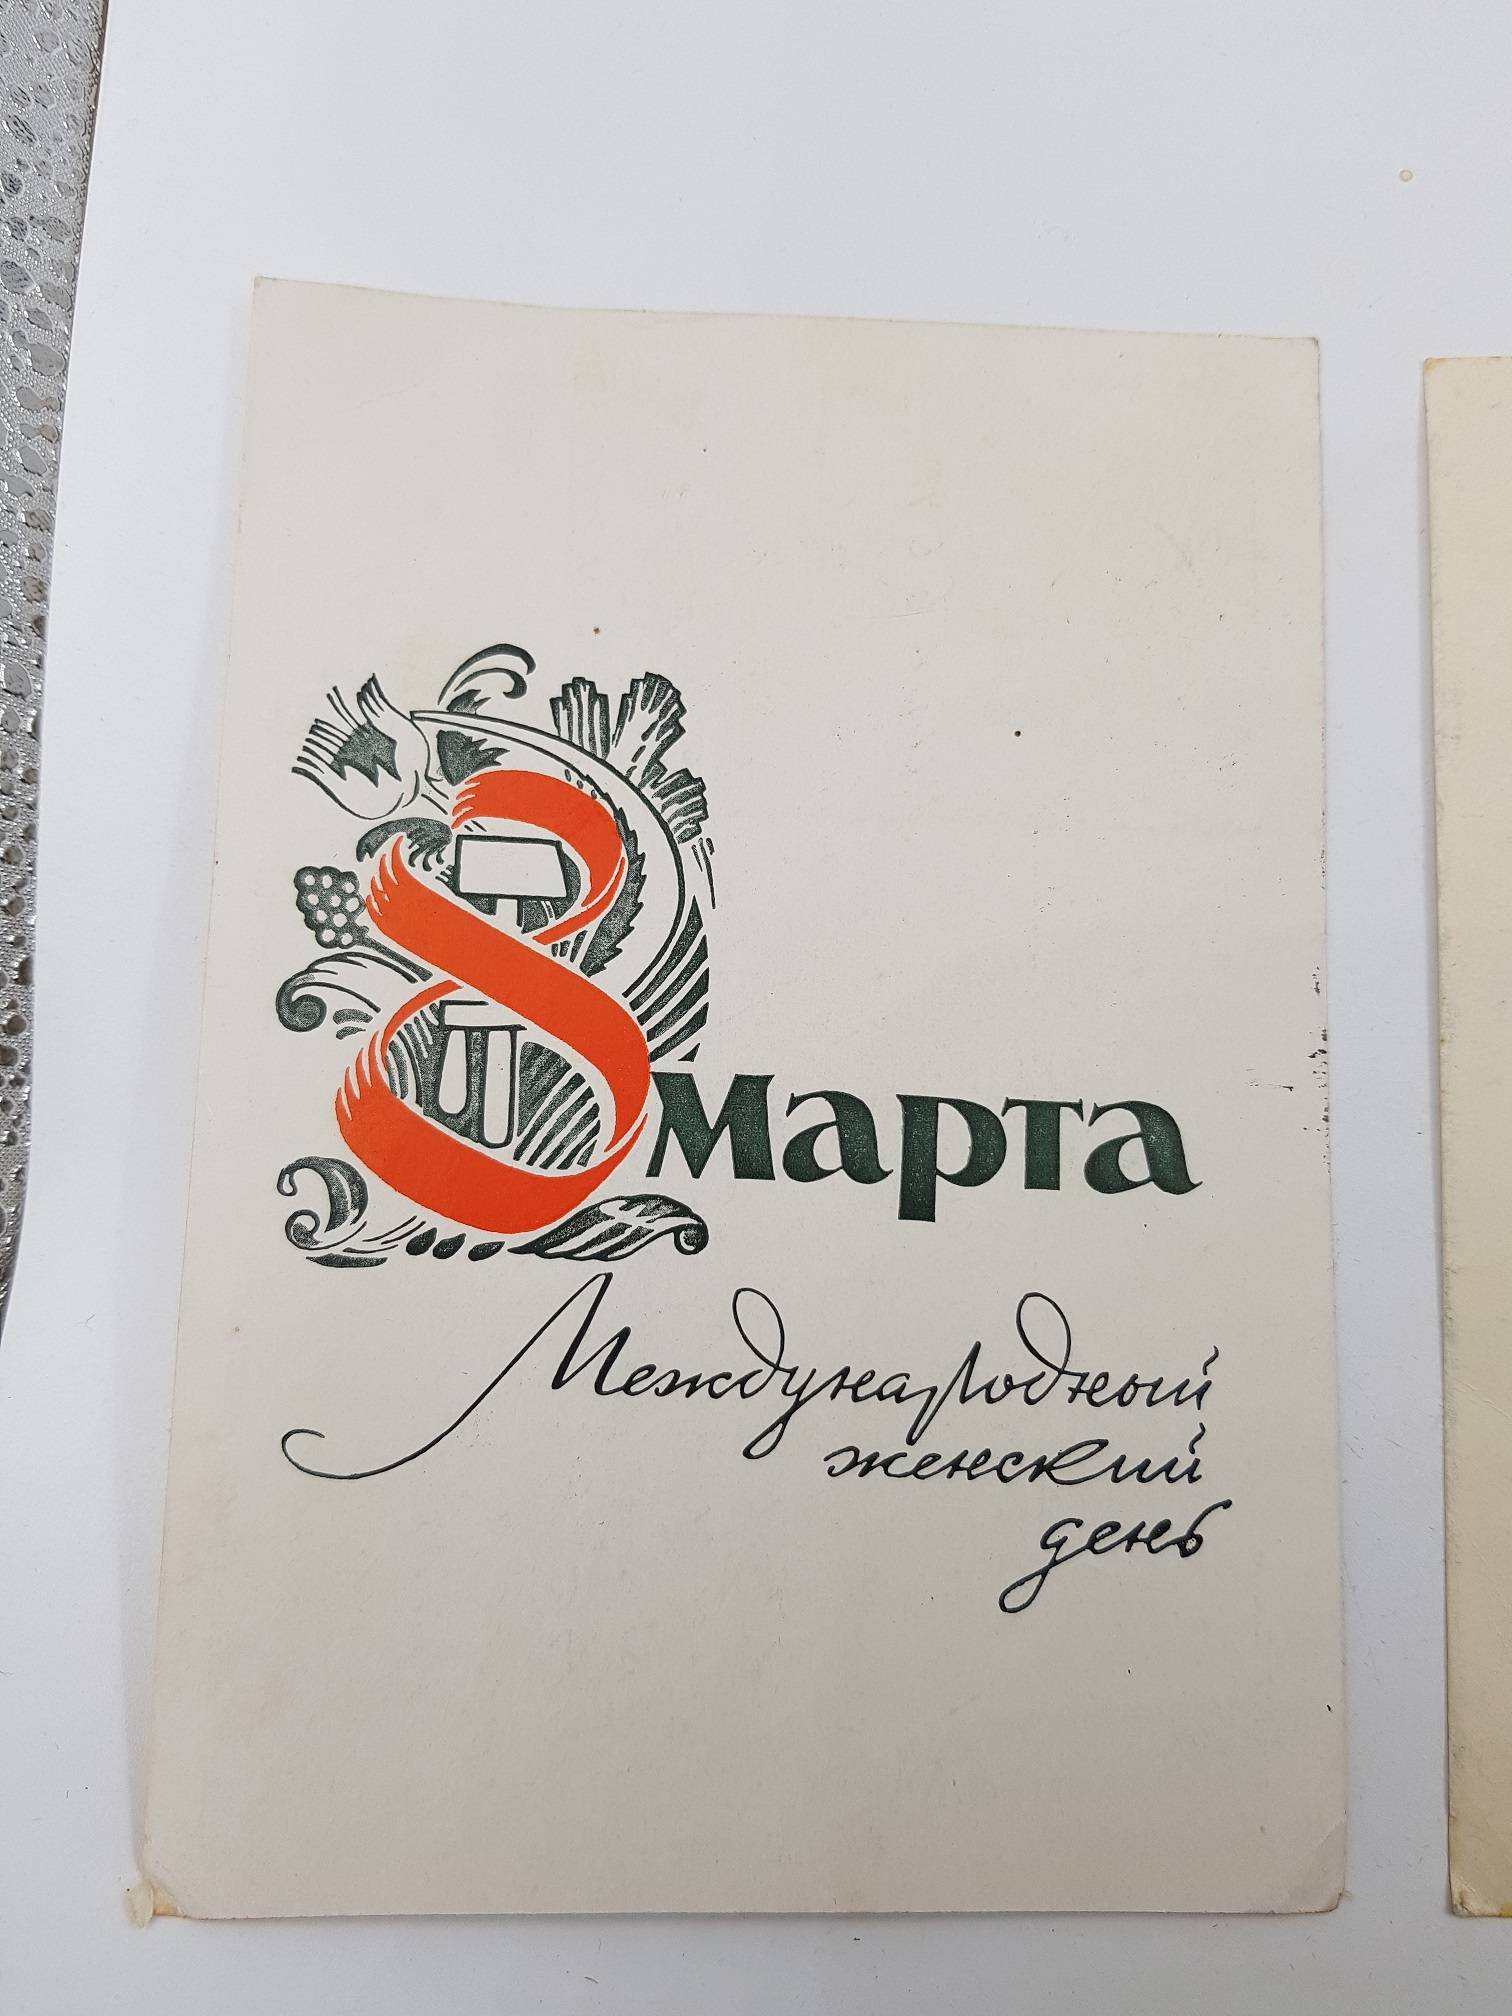 8 марта
Международный
женский
день